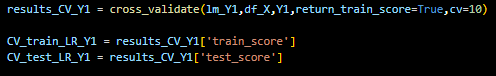 results_CV_Y1 = cross_validate(lm_Y1,df_X,Y1,return_train_score=True,cv=10)
CV_train_LR_Y1 = results_CV_Y1['train_score']
CV_test_LR_Y1 = results_CV_Y1['test_score']